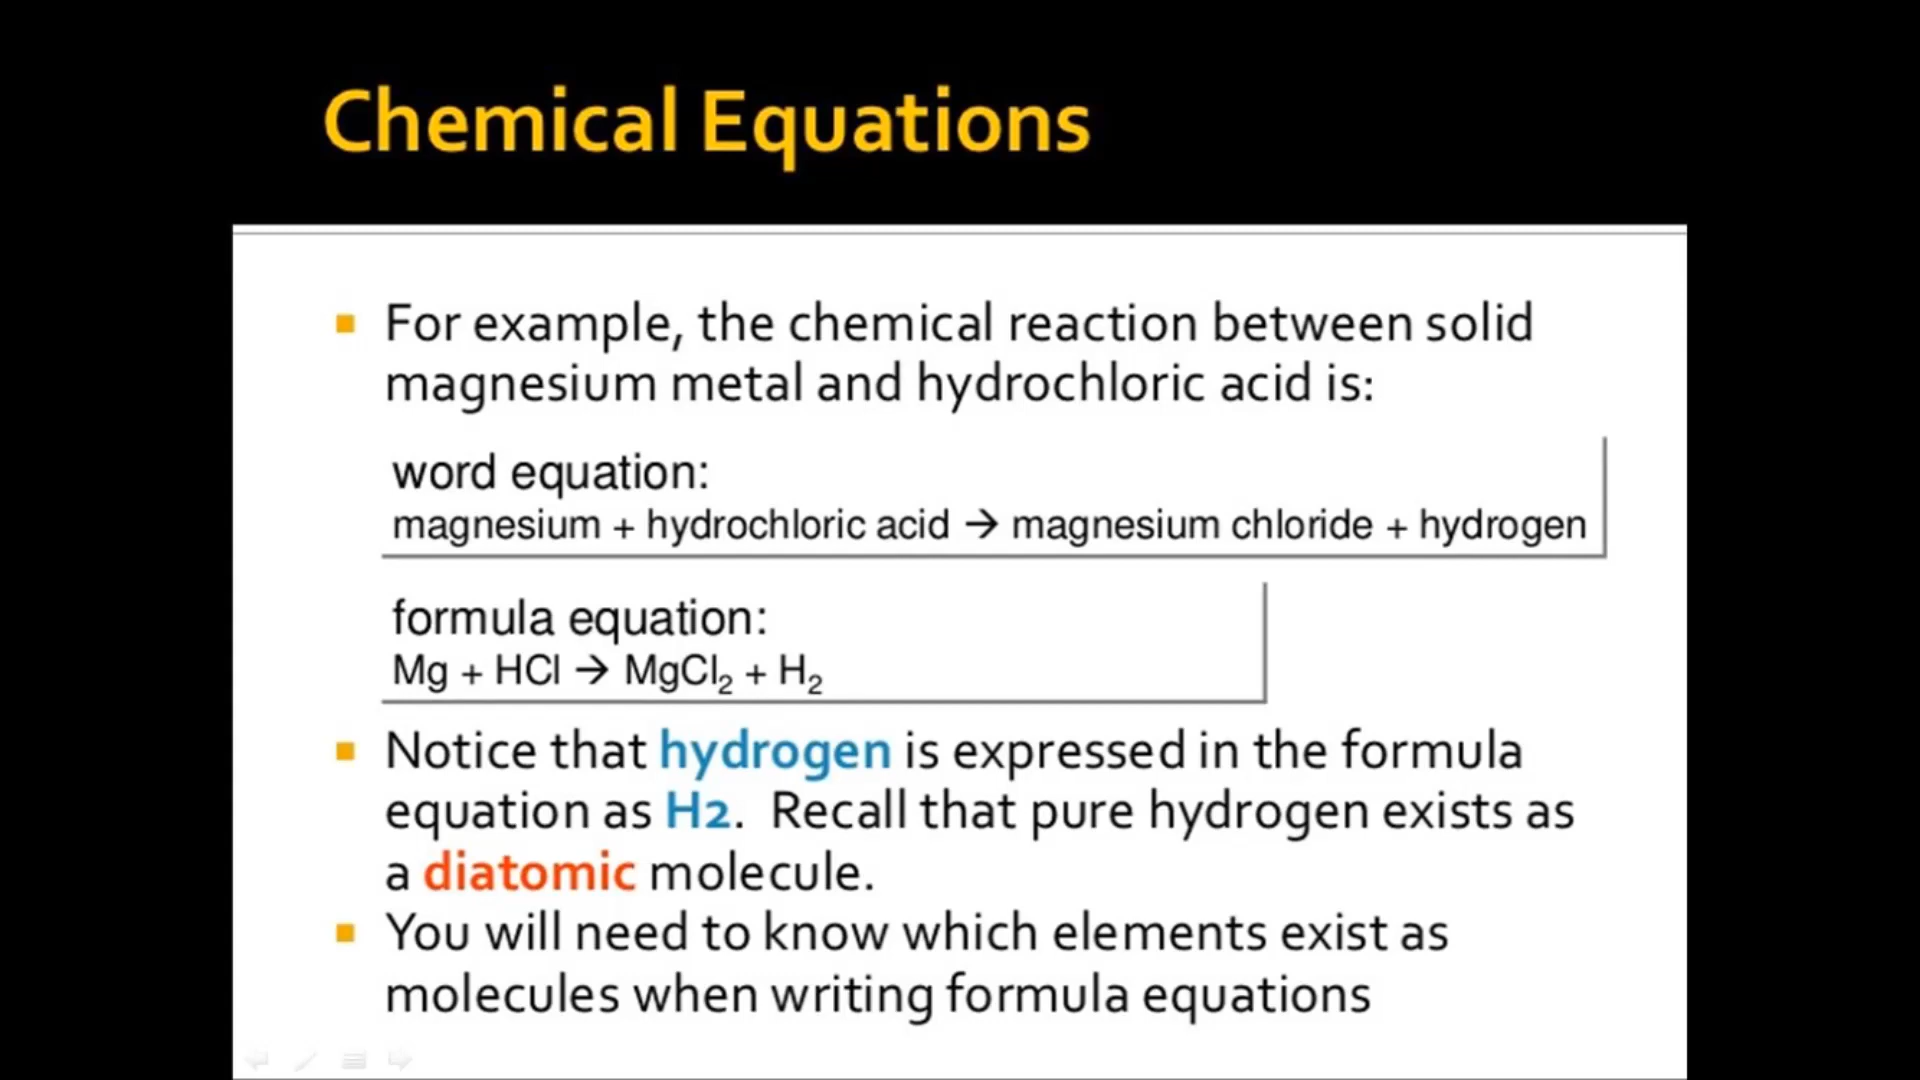 Chemical Equations
For example, the chemical reaction between solid
magnesium metal and hydrochloric acid is:
word equation:
magnesium + hydrochloric acid → magnesium chloride + hydrogen
formula equation:
Mg + HCl → MgCl₂ + H₂
Notice that hydrogen is expressed in the formula
equation as H2. Recall that pure hydrogen exists as
a diatomic molecule.
You will need to know which elements exist as
molecules when writing formula equations